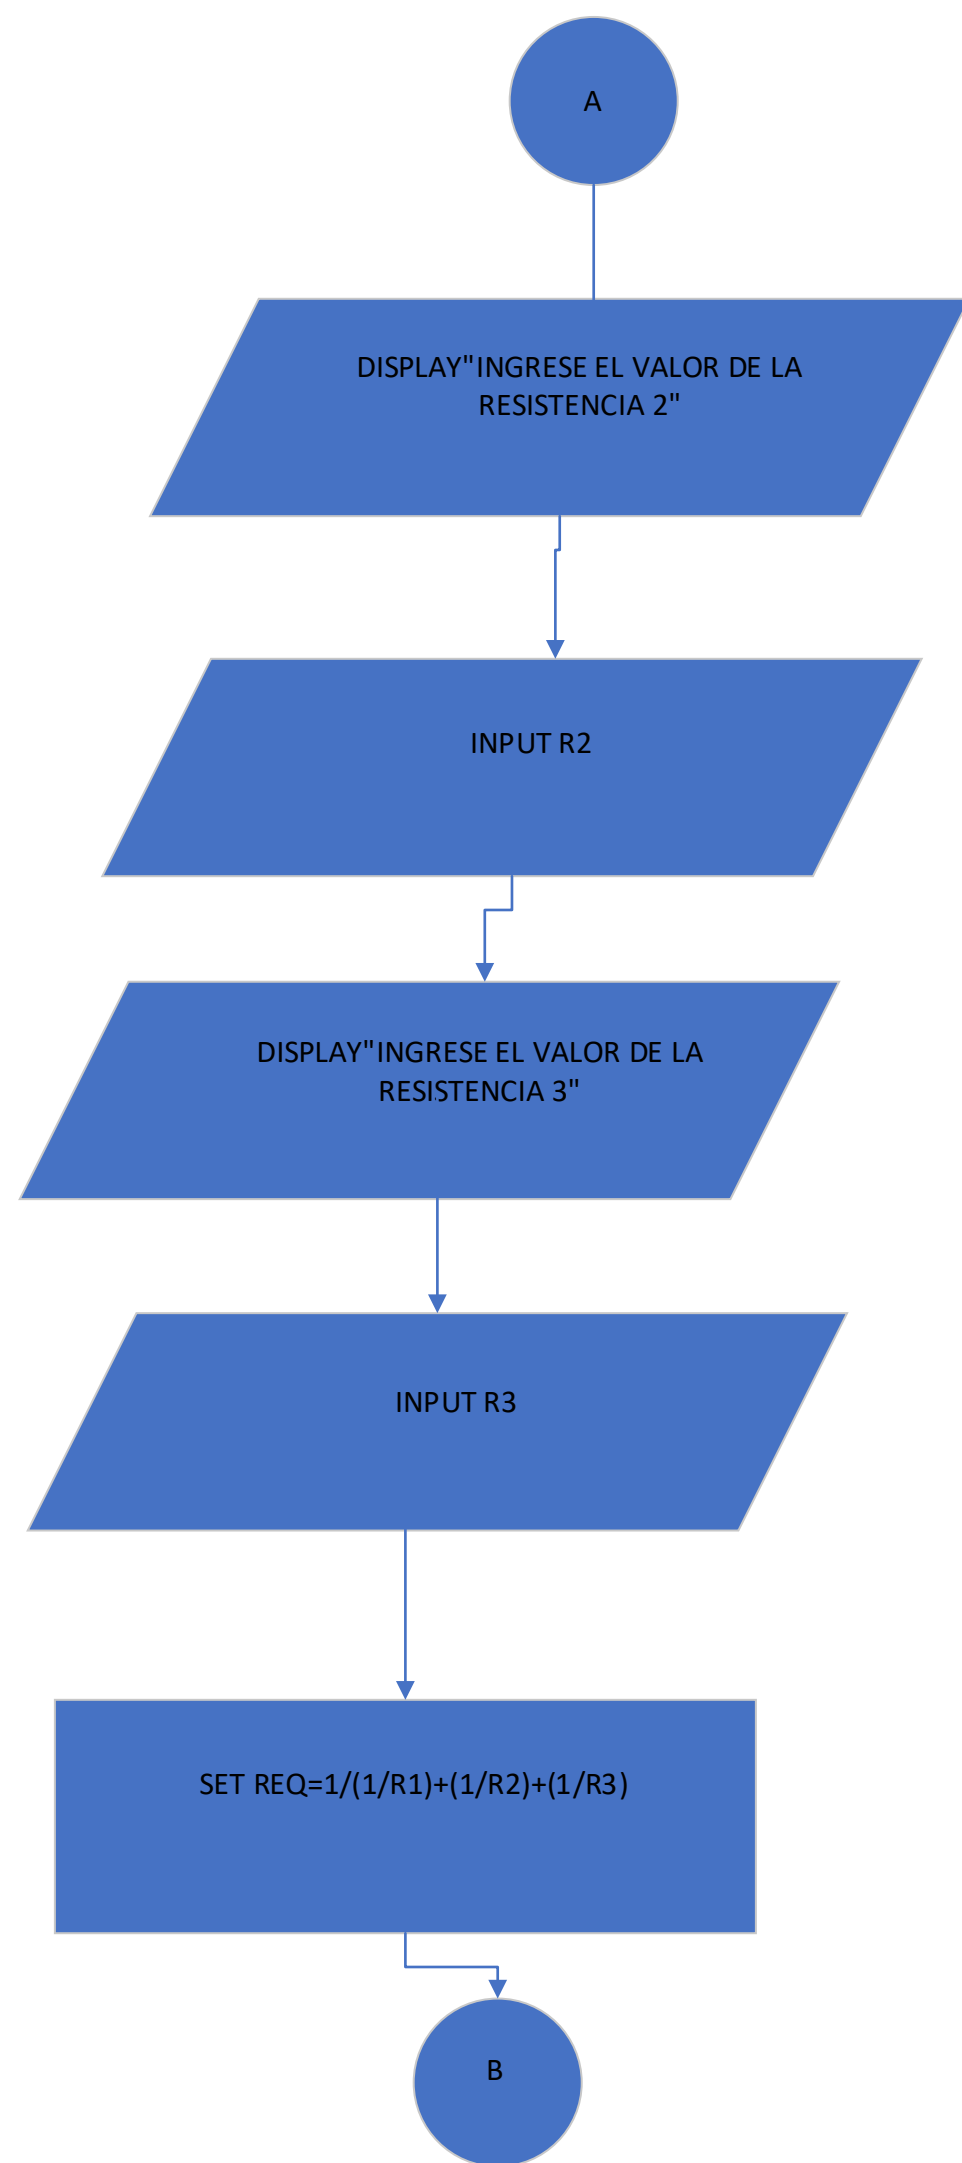 A
DISPLAY"INGRESE EL VALOR DE LA
RESISTENCIA 2"
INPUT R2
DISPLAY"INGRESE EL VALOR DE LA
RESISTENCIA 3"
INPUT R3
SET REQ=1/(1/R1)+(1/R2)+(1/R3)
B